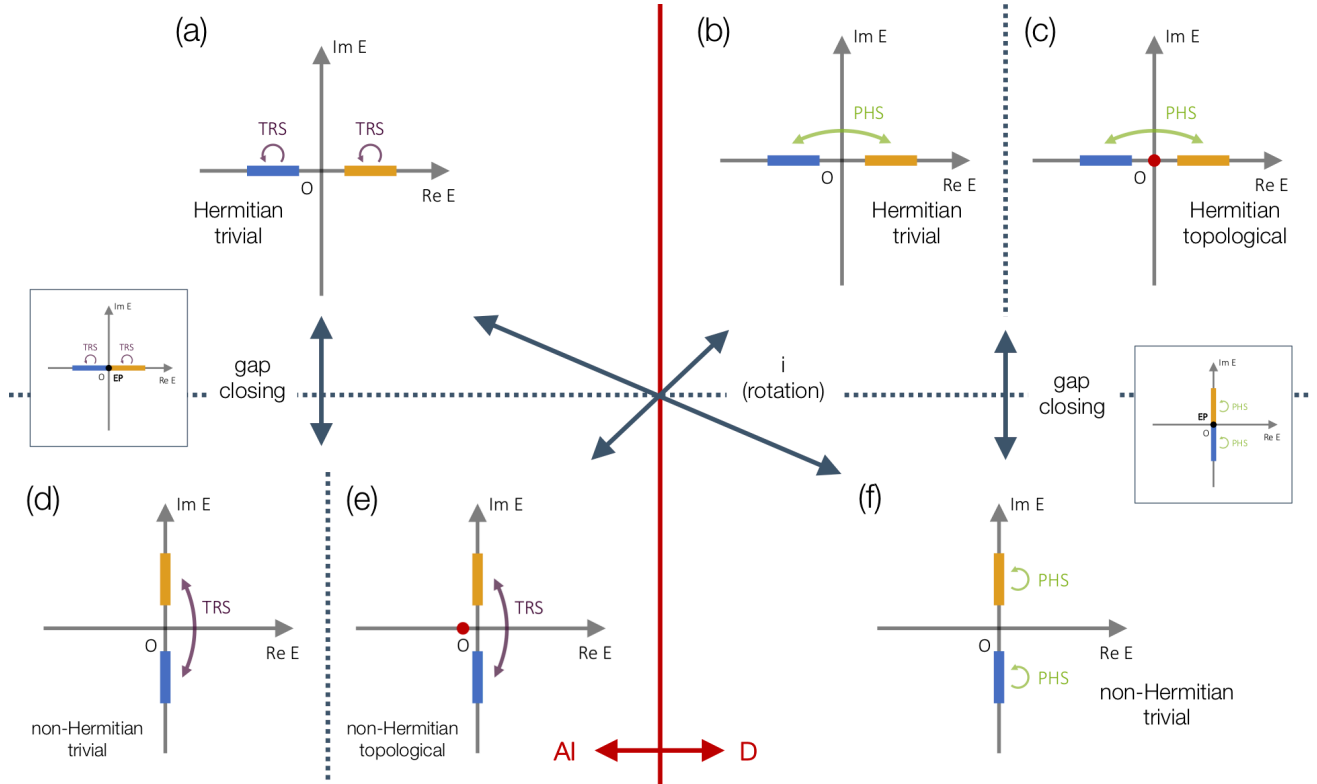 (a)
Im E
TRS
TRS
O
Re E
Hermitian
trivial
(b)
Im E
PHS
O
Re E
Hermitian
trivial
(c)
Im E
PHS
O
Re E
Hermitian
topological
Im E
TRS
TRS
O
EP
Re E
gap
closing
i
(rotation)
gap
closing
Im E
PHS
EP
O
Re E
PHS
(d)
Im E
TRS
O
Re E
non-Hermitian
trivial
(e)
Im E
TRS
O
Re E
non-Hermitian
topological
(f)
Im E
PHS
O
Re E
PHS
non-Hermitian
trivial
AI
D